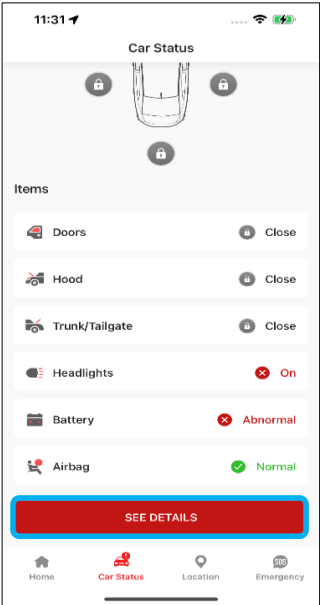 11:31
Car Status
Items
Doors Close
Hood Close
Trunk/Tailgate Close
Headlights On
Battery Abnormal
Airbag Normal
SEE DETAILS
Home Car Status Location SOS Emergency